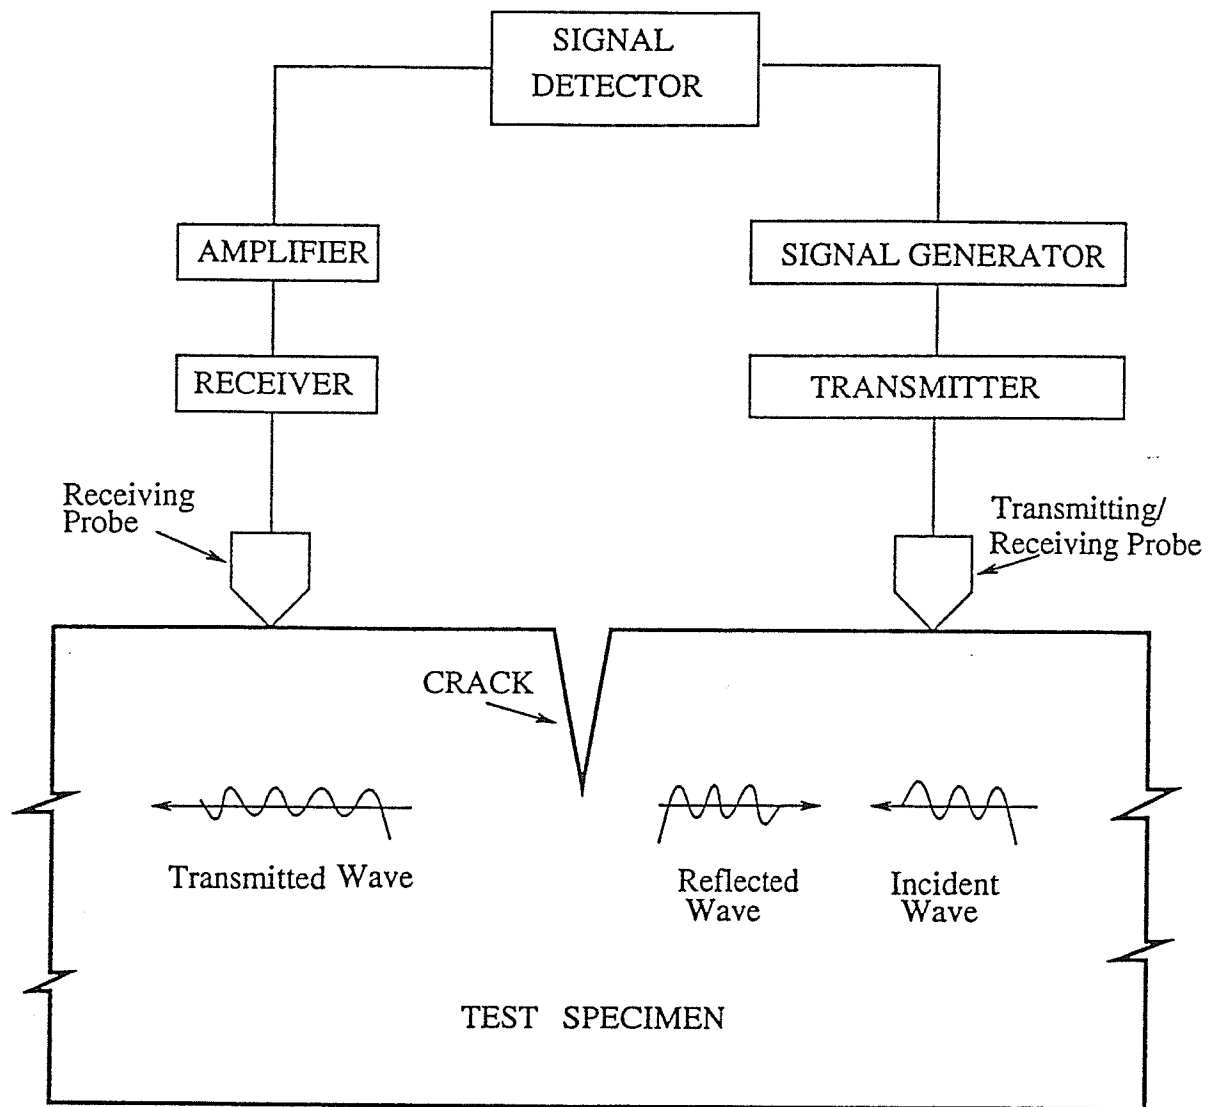 SIGNAL
DETECTOR
AMPLIFIER
SIGNAL GENERATOR
RECEIVER
TRANSMITTER
Receiving
Probe
Transmitting/
Receiving Probe
CRACK
Transmitted Wave
Reflected
Wave
Incident
Wave
TEST SPECIMEN